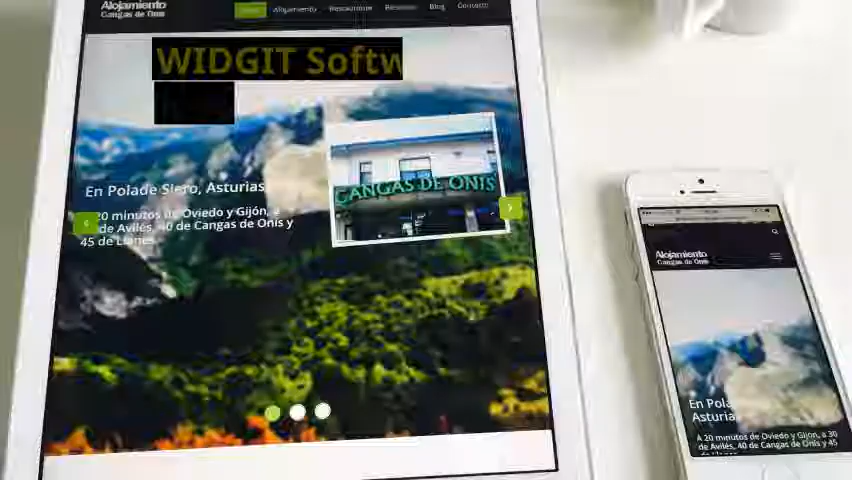 Alojamiento
Cangas de Onís
Alojamiento Restaurante Reservas Blog Contacto
WIDGIT Softw
En Polade Siero, Asturias
20 minutos de Oviedo y Gijón, a
de Avilés, 40 de Cangas de Onís y
45 de Llanes
CANGAS DE ONIS
Alojamiento
Cangas de Onís
En Pola
Asturia
A 20 minutos de Oviedo y Gijón, a 30
de Avilés, 40 de Cangas de Onís y 45